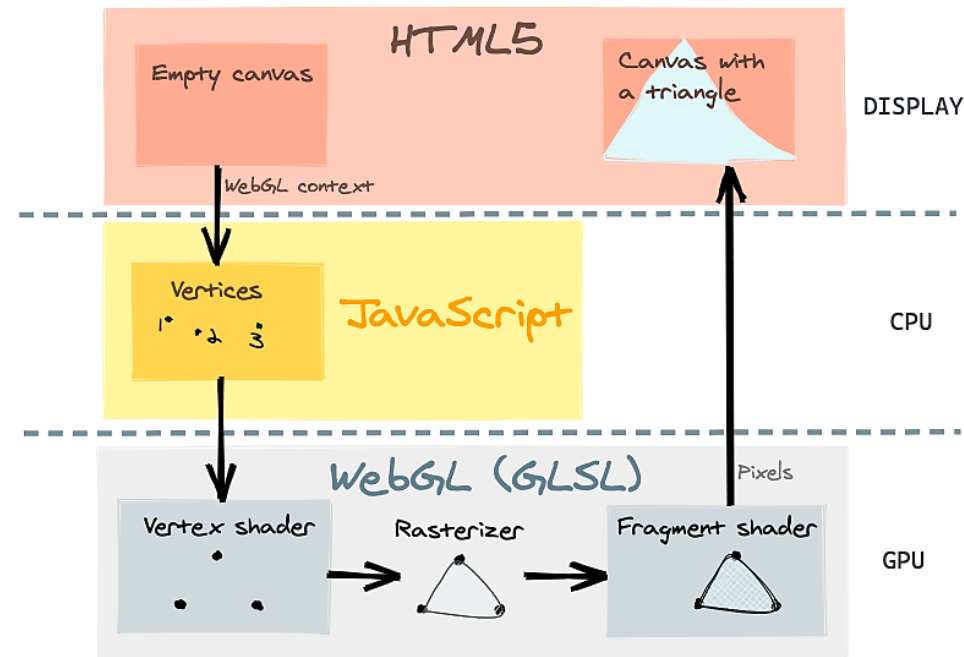 HTML5
Empty canvas
Canvas with
a triangle
DISPLAY
WebGL context
Vertices
1 2 3
JavaScript
CPU
WebGL (GLSL)
Pixels
Vertex shader
Rasterizer
Fragment shader
GPU